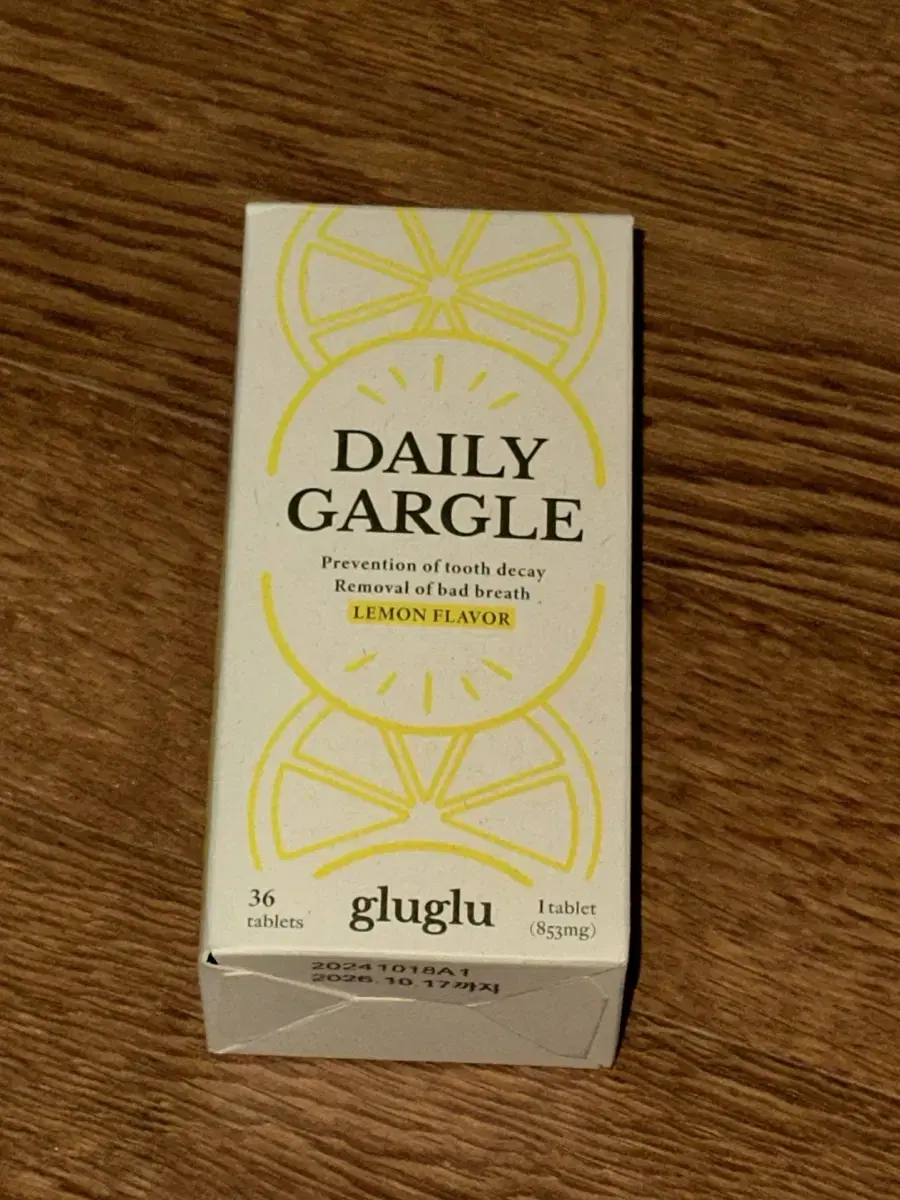 DAILY
GARGLE
Prevention of tooth decay
Removal of bad breath
LEMON FLAVOR
36
tablets
gluglu
1 tablet
(853mg)
20241018A1
2026.10.17까지